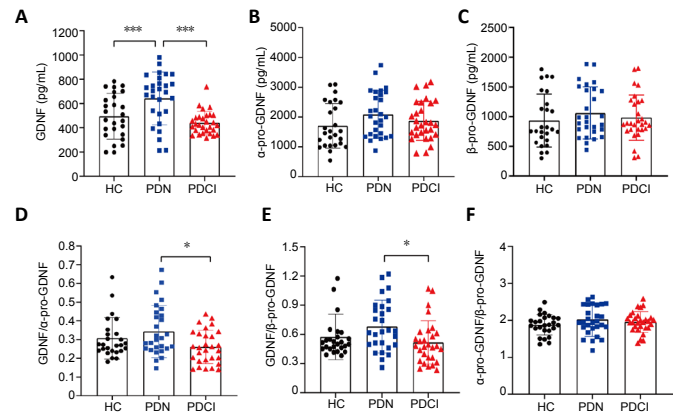 A
B
C
GDNF (pg/mL)
1200
1000
800
600
400
200
0
*** ***
HC PDN PDCI
α-pro-GDNF (pg/mL)
5000
4000
3000
2000
1000
0
HC PDN PDCI
β-pro-GDNF (pg/mL)
2500
2000
1500
1000
500
0
HC PDN PDCI
D
E
F
GDNF/α-pro-GDNF
0.8
0.7
0.6
0.5
0.4
0.3
0.2
0.1
0
*
HC PDN PDCI
GDNF/β-pro-GDNF
1.5
1.2
0.9
0.6
0.3
0.0
*
HC PDN PDCI
α-pro-GDNF/β-pro-GDNF
4
3
2
1
0
HC PDN PDCI